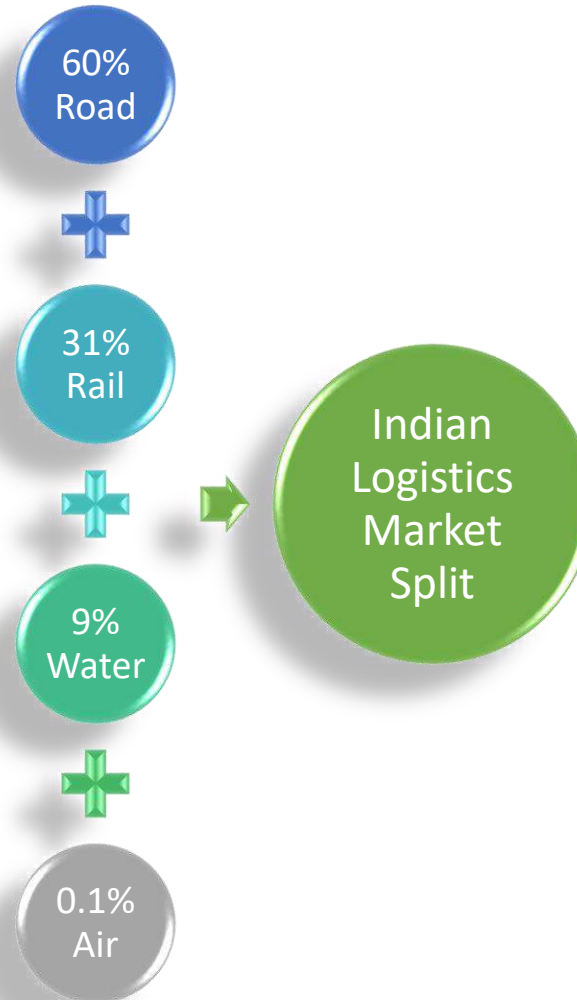 60%
Road
31%
Rail
9%
Water
0.1%
Air
Indian
Logistics
Market
Split